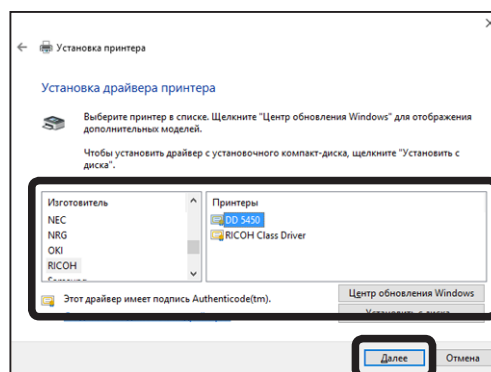 Установка принтера
Установка драйвера принтера
Выберите принтер в списке. Щелкните "Центр обновления Windows" для отображения
дополнительных моделей.
Чтобы установить драйвер с установочного компакт-диска, щелкните "Установить с
диска".
Изготовитель
NEC
NRG
OKI
RICOH
Принтеры
DD 5450
RICOH Class Driver
Этот драйвер имеет подпись Authenticode(tm).
Центр обновления Windows
Установить с диска...
Далее
Отмена